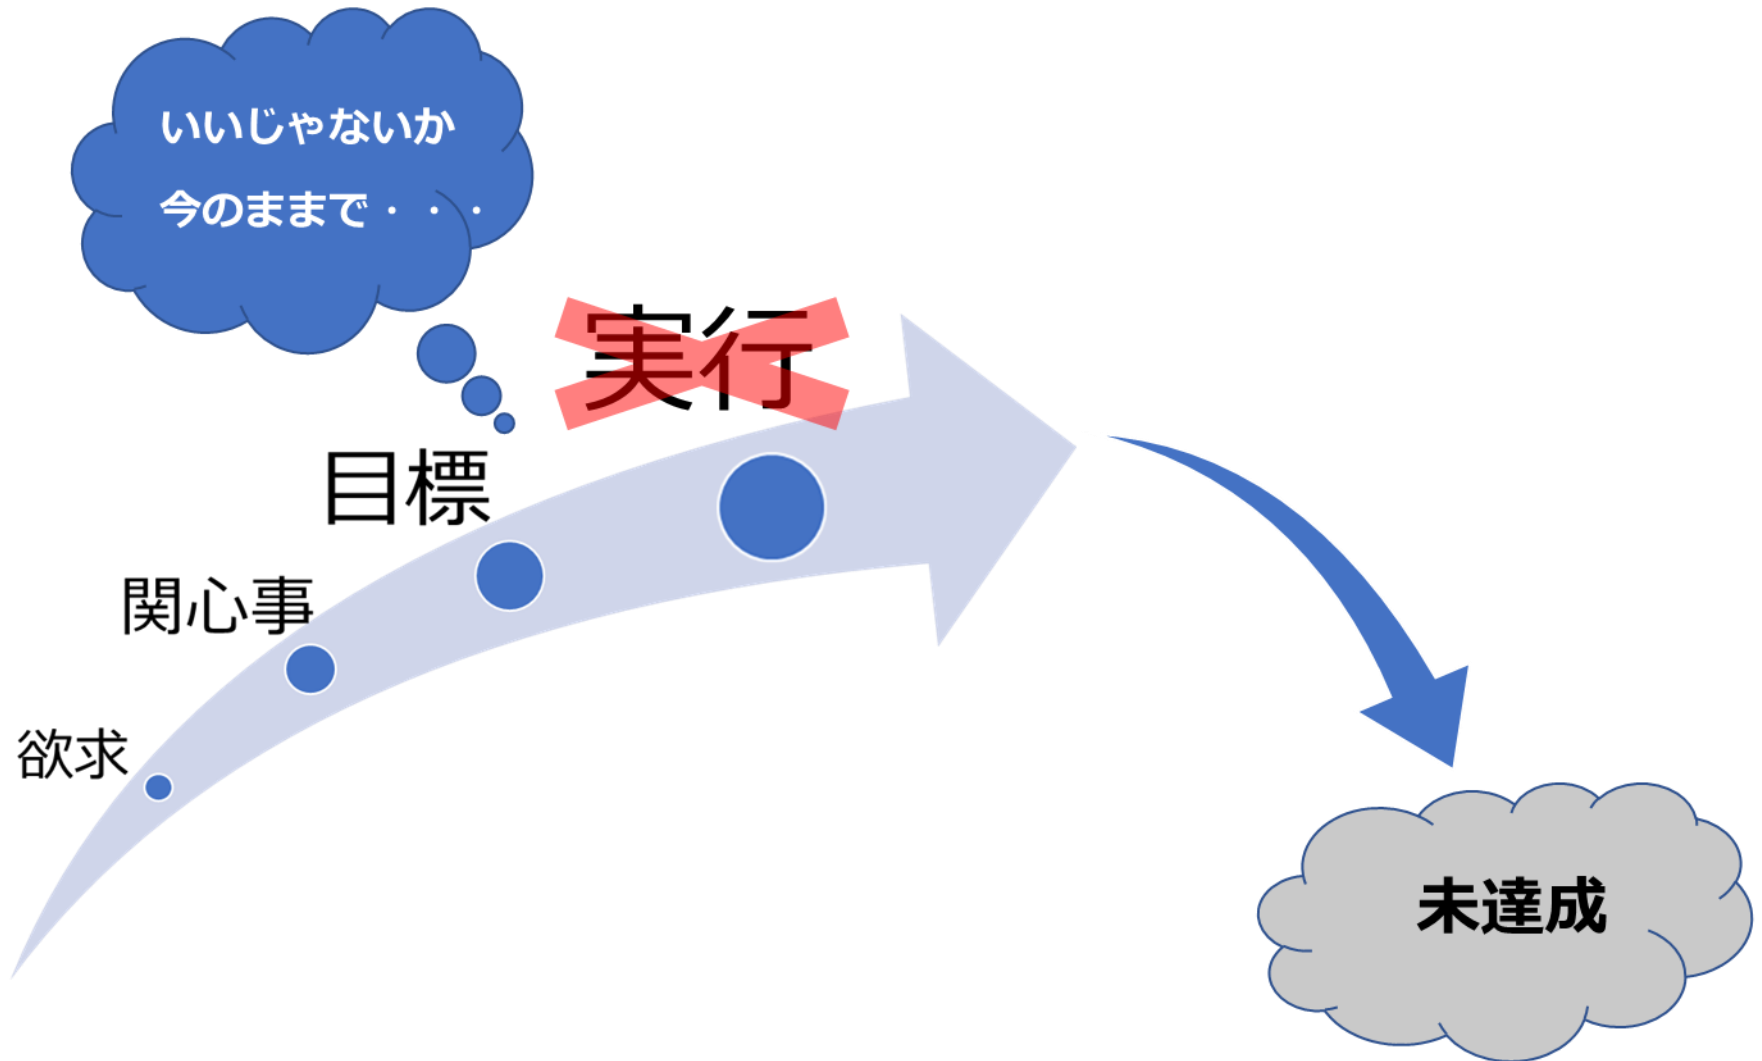 いいじゃないか
今のままで・・・
実行
目標
関心事
欲求
未達成